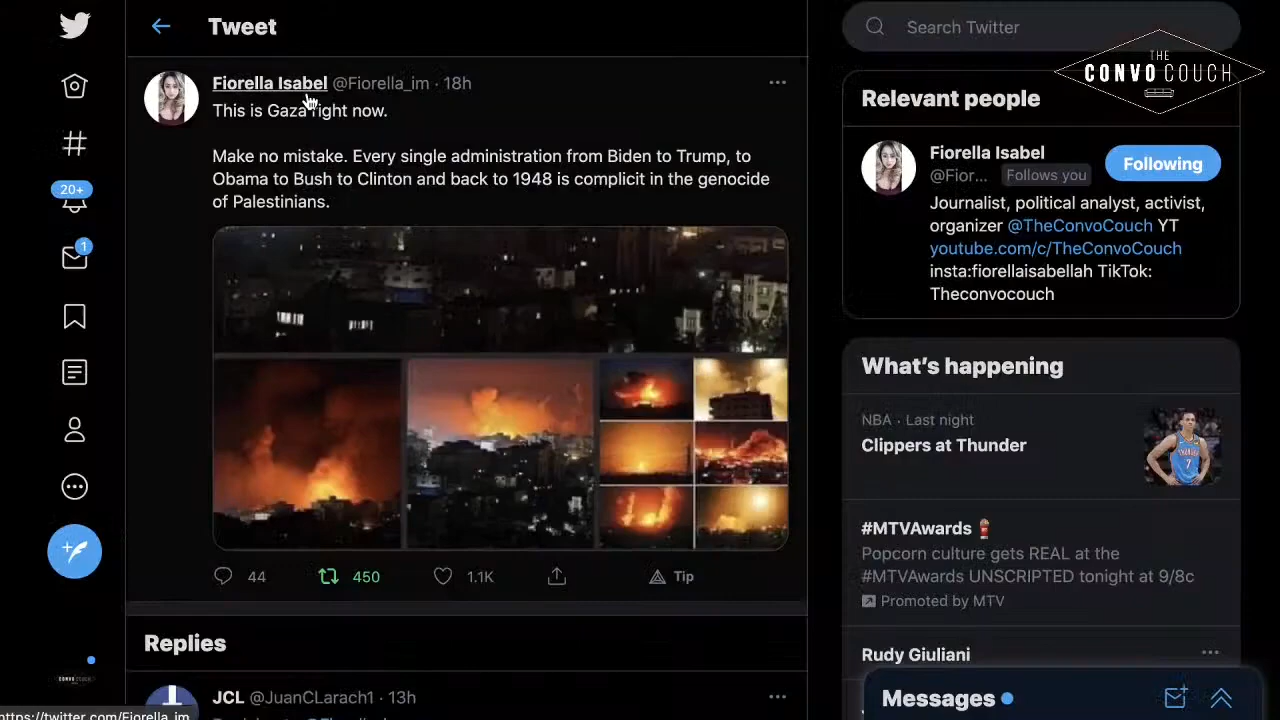 Tweet
Search Twitter
THE
CONVO COUCH
Fiorella Isabel @Fiorella_im · 18h
This is Gaza right now.
Make no mistake. Every single administration from Biden to Trump, to
Obama to Bush to Clinton and back to 1948 is complicit in the genocide
of Palestinians.
44
450
1.1K
Tip
Replies
JCL @JuanCLarach1 · 13h
20+
1
CONVO COUCH
https://twitter.com/Fiorella_im
Relevant people
Fiorella Isabel
@Fior... Follows you
Following
Journalist, political analyst, activist,
organizer @TheConvoCouch YT
youtube.com/c/TheConvoCouch
insta:fiorellaisabellah TikTok:
Theconvocouch
What's happening
NBA · Last night
Clippers at Thunder
#MTVAwards
Popcorn culture gets REAL at the
#MTVAwards UNSCRIPTED tonight at 9/8c
Promoted by MTV
Rudy Giuliani
Messages